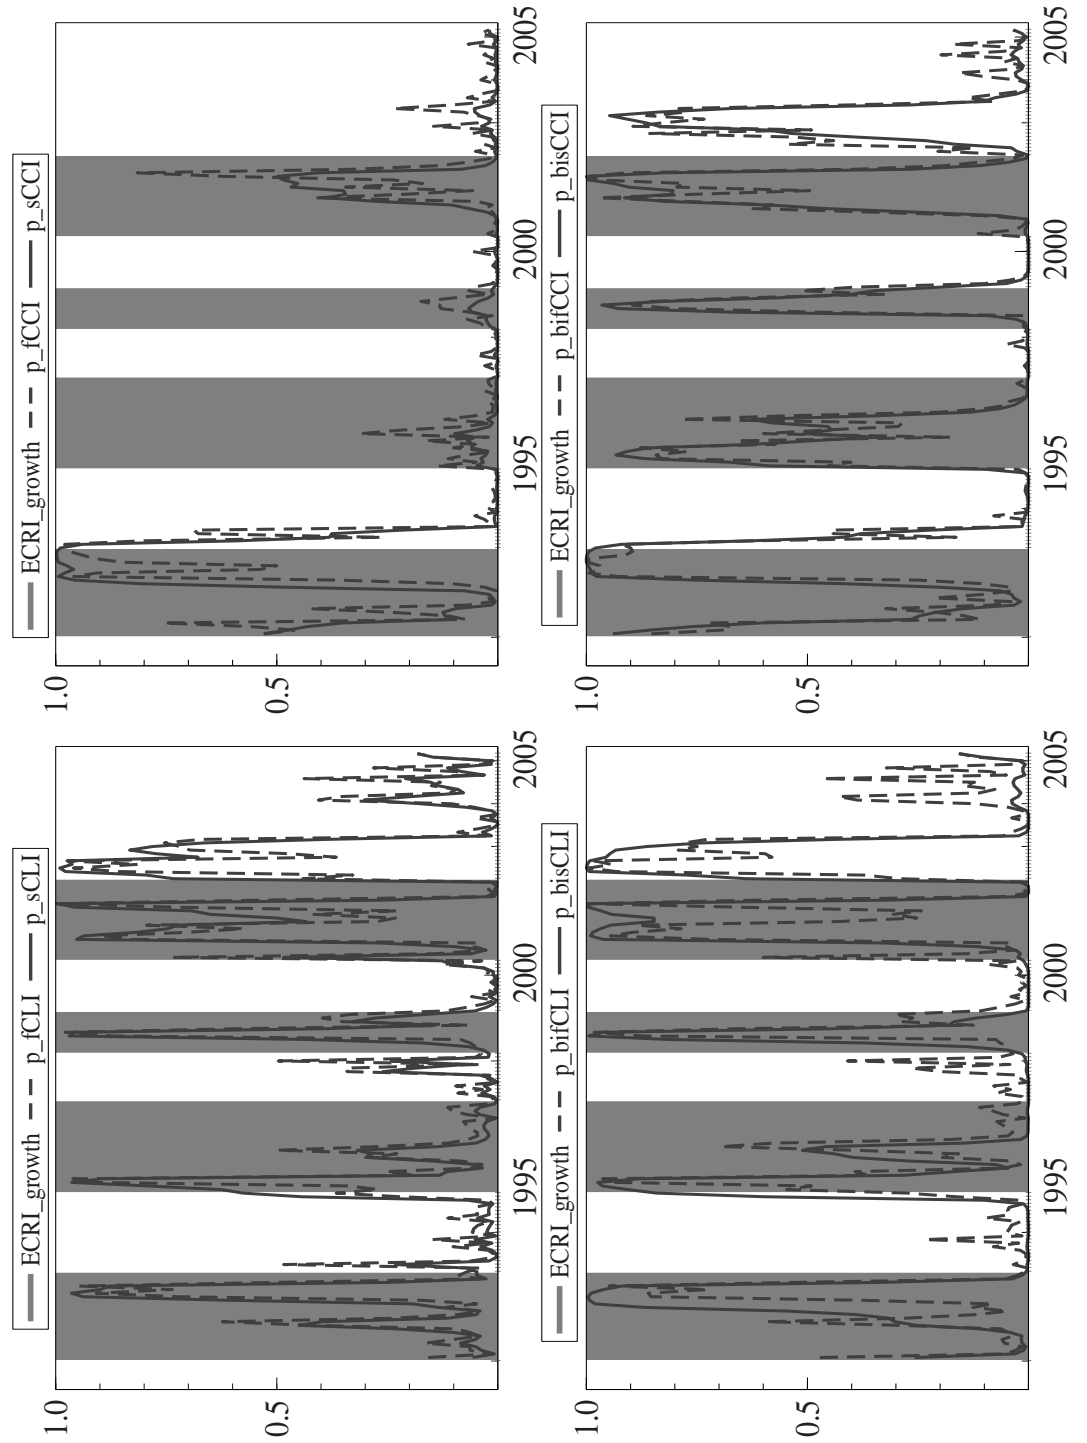 ECRI_growth p_fCLI p_sCLI
1.0
0.5
1995 2000 2005
ECRI_growth p_fCCI p_sCCI
1.0
0.5
1995 2000 2005
ECRI_growth p_bifCLI p_bisCLI
1.0
0.5
1995 2000 2005
ECRI_growth p_bifCCI p_bisCCI
1.0
0.5
1995 2000 2005